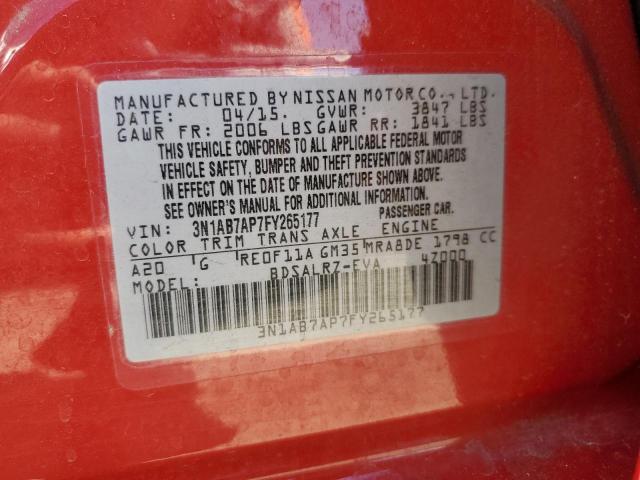 MANUFACTURED BY NISSAN MOTOR CO., LTD.
DATE: 04/15. GVWR: 3847 LBS
GAWR FR: 2006 LBS GAWR RR: 1841 LBS
THIS VEHICLE CONFORMS TO ALL APPLICABLE FEDERAL MOTOR
VEHICLE SAFETY, BUMPER AND THEFT PREVENTION STANDARDS
IN EFFECT ON THE DATE OF MANUFACTURE SHOWN ABOVE.
SEE OWNER'S MANUAL FOR ADDITIONAL INFORMATION.
VIN: 3N1AB7AP7FY265177 PASSENGER CAR.
COLOR TRIM TRANS AXLE ENGINE
A20 G RE0F11A GM35 MRA8DE 1798 CC
MODEL: BDSALRZ-EVA 4Z000
3N1AB7AP7FY265177